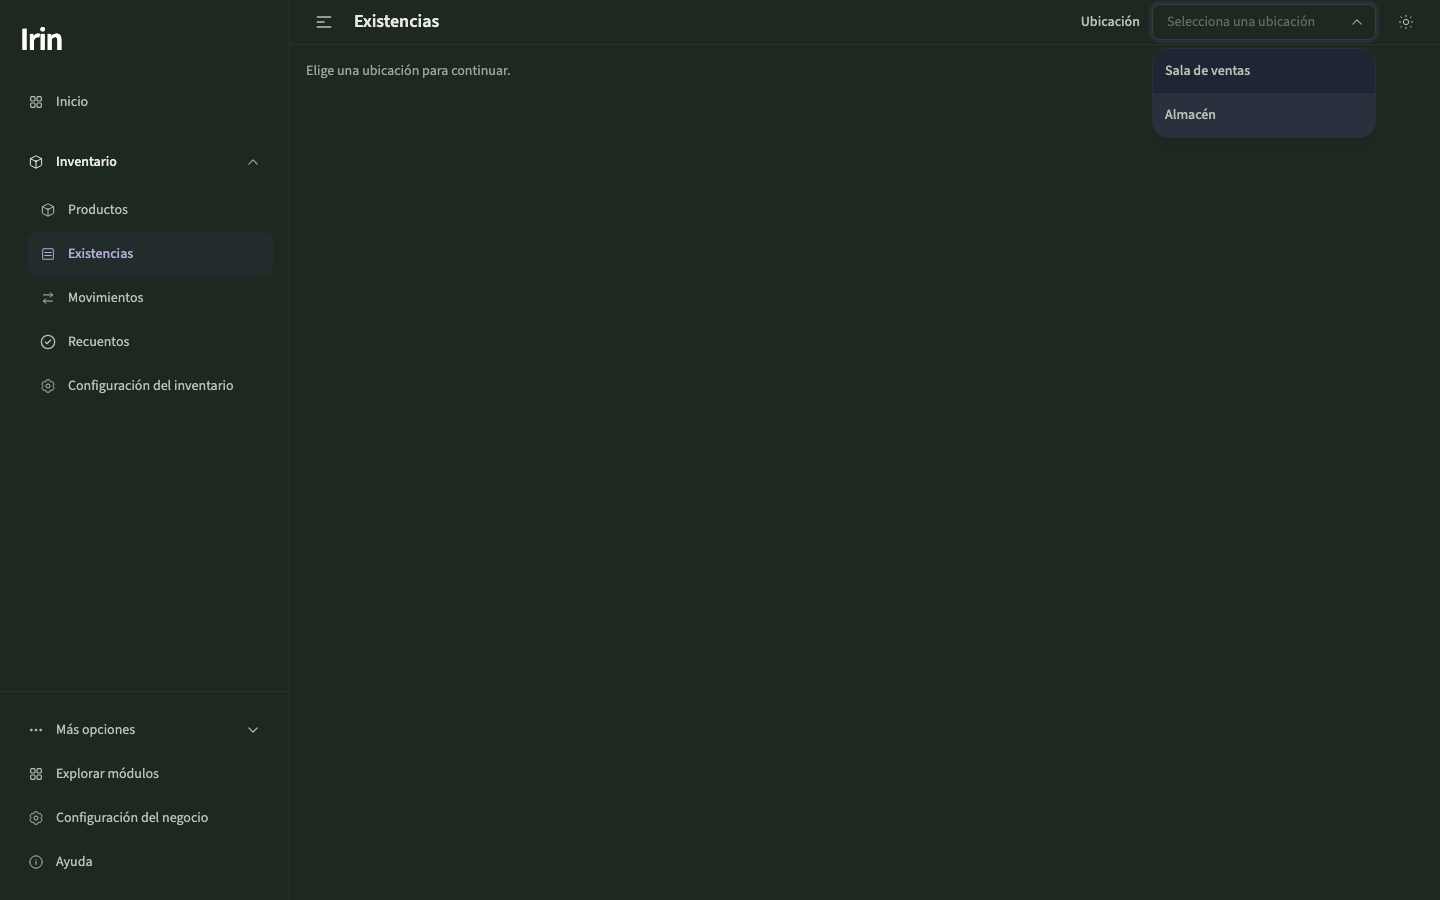 Irin
Inicio
Inventario
Productos
Existencias
Movimientos
Recuentos
Configuración del inventario
Más opciones
Explorar módulos
Configuración del negocio
Ayuda
Existencias
Ubicación
Selecciona una ubicación
Elige una ubicación para continuar.
Sala de ventas
Almacén